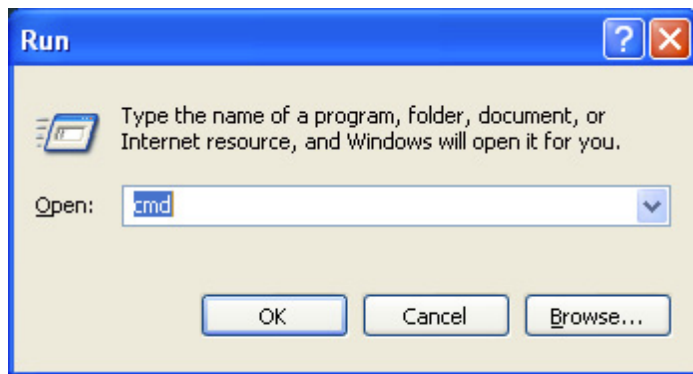 Run
Type the name of a program, folder, document, or
Internet resource, and Windows will open it for you.
Open: cmd
OK Cancel Browse...